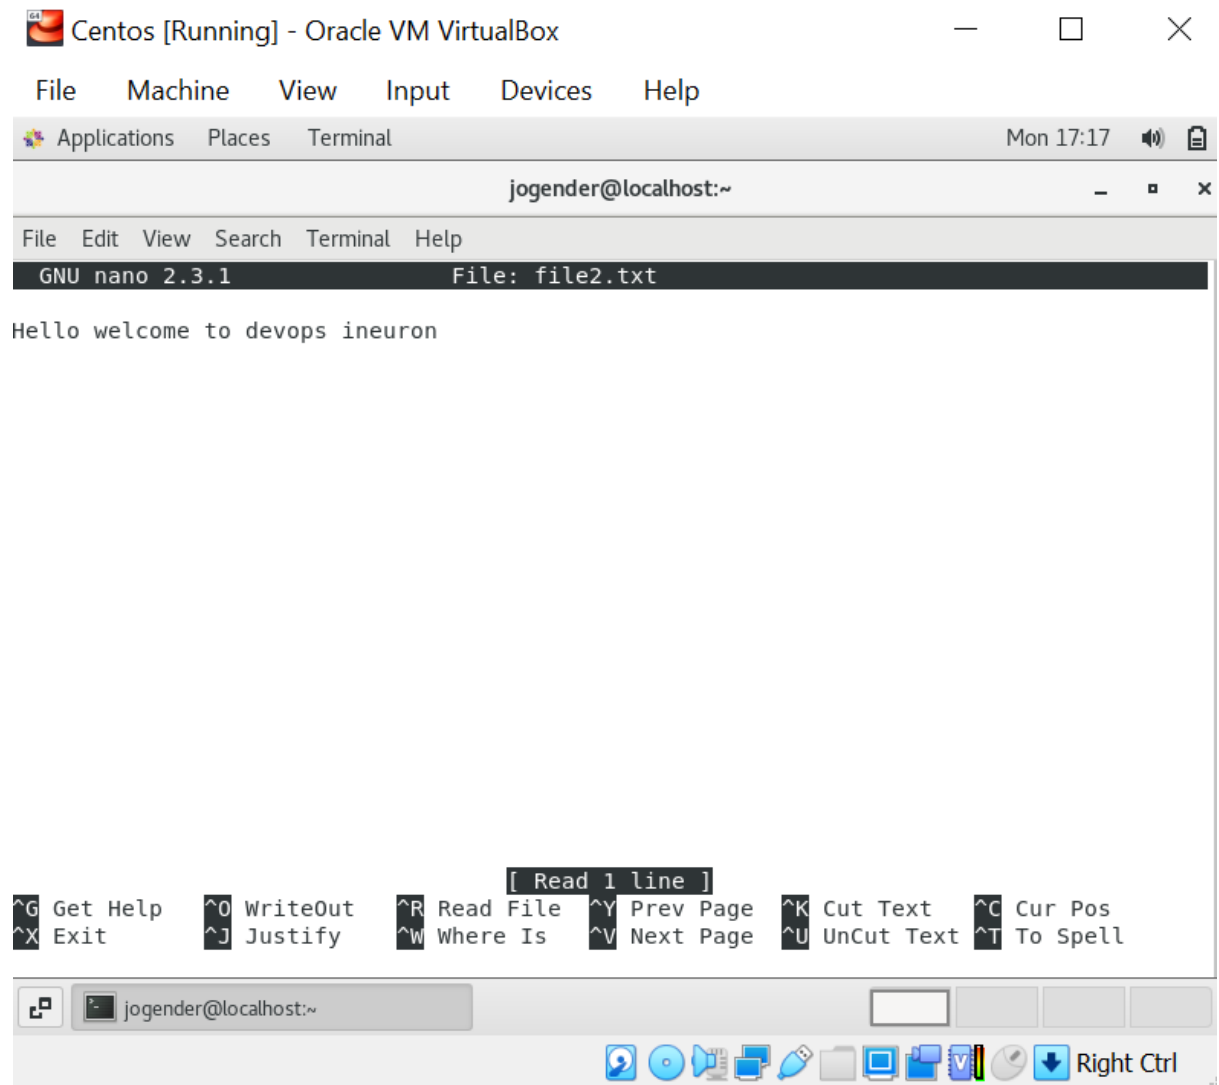 64
Centos [Running] - Oracle VM VirtualBox
File Machine View Input Devices Help
Applications Places Terminal Mon 17:17
jogender@localhost:~
File Edit View Search Terminal Help
GNU nano 2.3.1 File: file2.txt
Hello welcome to devops ineuron
[ Read 1 line ]
^G Get Help ^O WriteOut ^R Read File ^Y Prev Page ^K Cut Text ^C Cur Pos
^X Exit ^J Justify ^W Where Is ^V Next Page ^U UnCut Text ^T To Spell
jogender@localhost:~
Right Ctrl